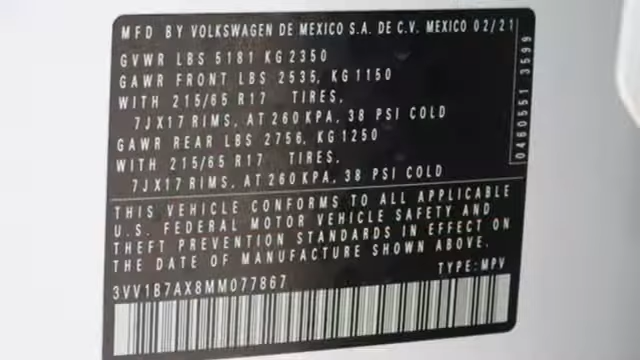 MFD BY VOLKSWAGEN DE MEXICO S.A. DE C.V. MEXICO 02/21
GVWR LBS 5181 KG 2350
GAWR FRONT LBS 2535, KG 1150
WITH 215/65 R17 TIRES,
7JX17 RIMS, AT 260 KPA, 38 PSI COLD
GAWR REAR LBS 2756, KG 1250
WITH 215/65 R17 TIRES,
7JX17 RIMS, AT 260 KPA, 38 PSI COLD
0460551 3599
THIS VEHICLE CONFORMS TO ALL APPLICABLE
U.S. FEDERAL MOTOR VEHICLE SAFETY AND
THEFT PREVENTION STANDARDS IN EFFECT ON
THE DATE OF MANUFACTURE SHOWN ABOVE.
3VV1B7AX8MM077867 TYPE: MPV